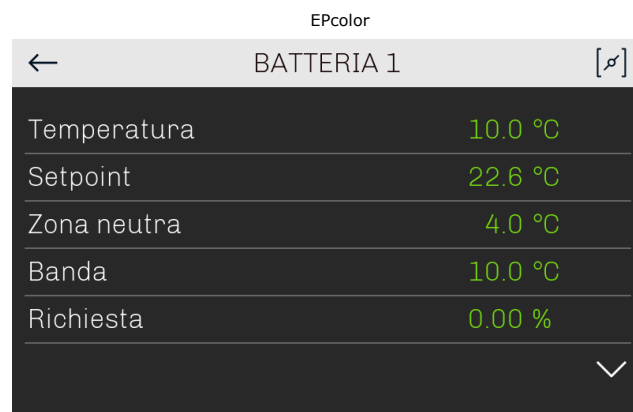 EPcolor
BATTERIA 1
Temperatura 10.0 °C
Setpoint 22.6 °C
Zona neutra 4.0 °C
Banda 10.0 °C
Richiesta 0.00 %